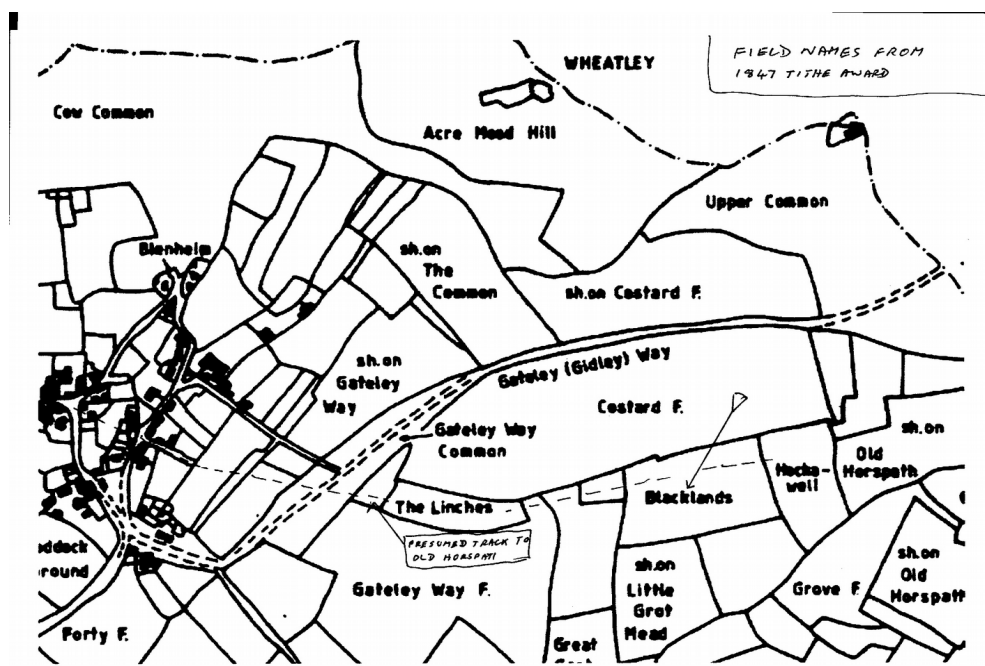 FIELD NAMES FROM
1847 TITHE AWARD
WHEATLEY
Cow Common
Acre Mead Hill
Upper Common
Blenheim
sh.on
The
Common
sh.on Costard F.
sh.on
Gateley
Way
Gateley (Gidley) Way
Costard F.
Gateley Way
Common
sh.on
Old
Horspath
Hocka-
well
The Linches
Blacklands
PRESUMED TRACK TO
OLD HORSPATH
Gateley Way F.
sh.on
Little
Grot
Mead
Grove F.
sh.on
Old
Horspath
Forty F.
Great